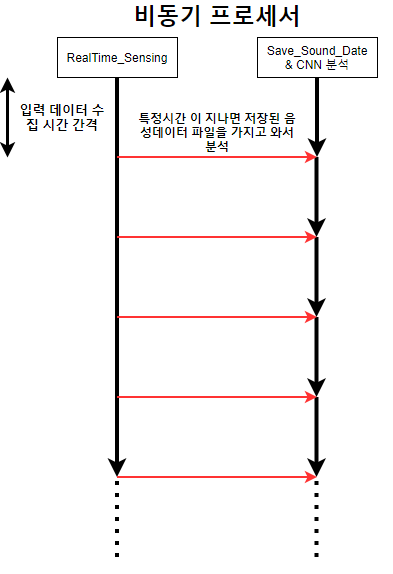 비동기 프로세서
RealTime_Sensing
Save_Sound_Date
& CNN 분석
입력 데이터 수
집 시간 간격
특정시간 이 지나면 저장된 음
성데이터 파일을 가지고 와서
분석